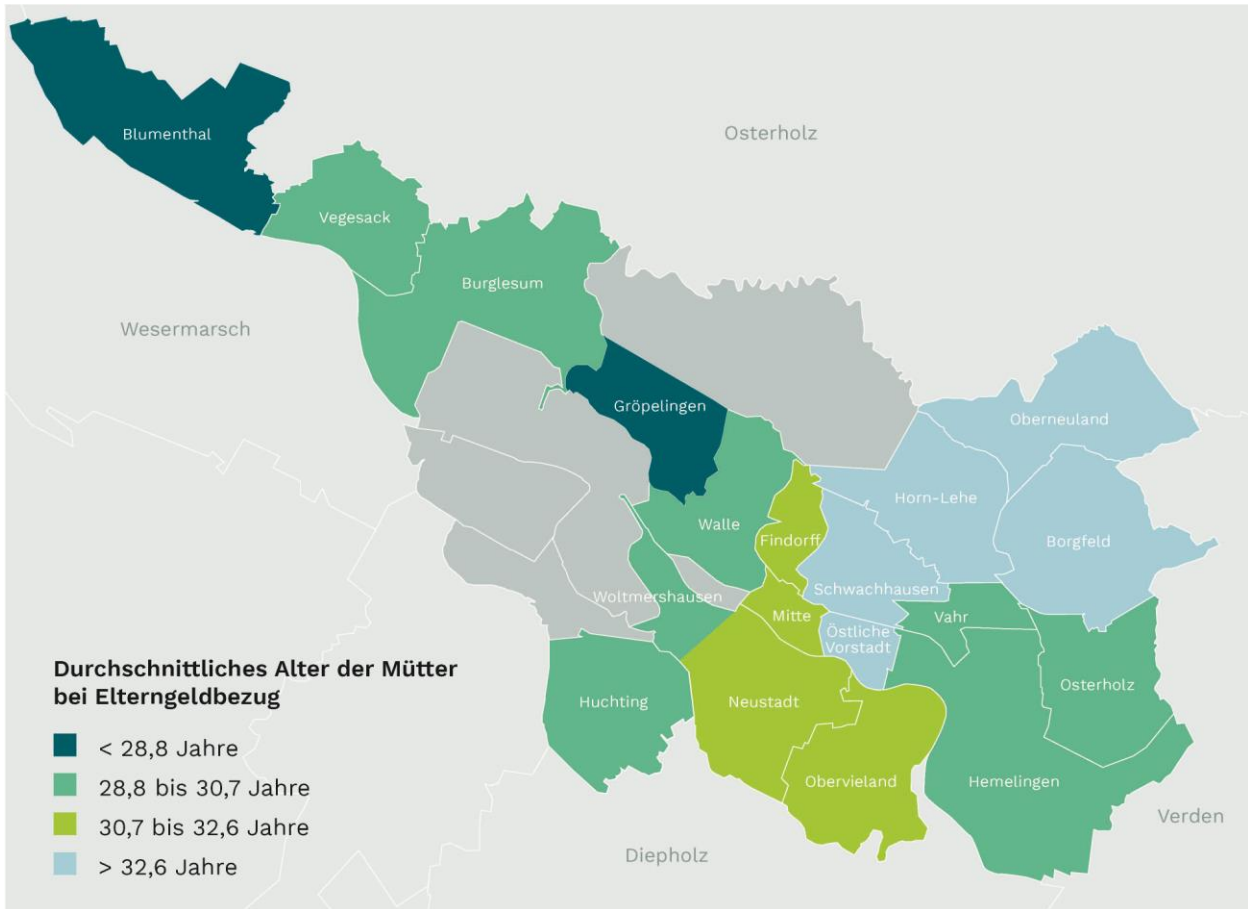 Blumenthal
Osterholz
Vegesack
Burglesum
Wesermarsch
Gröpelingen
Oberneuland
Horn-Lehe
Walle
Findorff
Borgfeld
Schwachhausen
Woltmershausen
Mitte
Vahr
Östliche
Vorstadt
Durchschnittliches Alter der Mütter
bei Elterngeldbezug
Osterholz
Huchting
Neustadt
< 28,8 Jahre
Obervieland
Hemelingen
28,8 bis 30,7 Jahre
Verden
30,7 bis 32,6 Jahre
Diepholz
> 32,6 Jahre